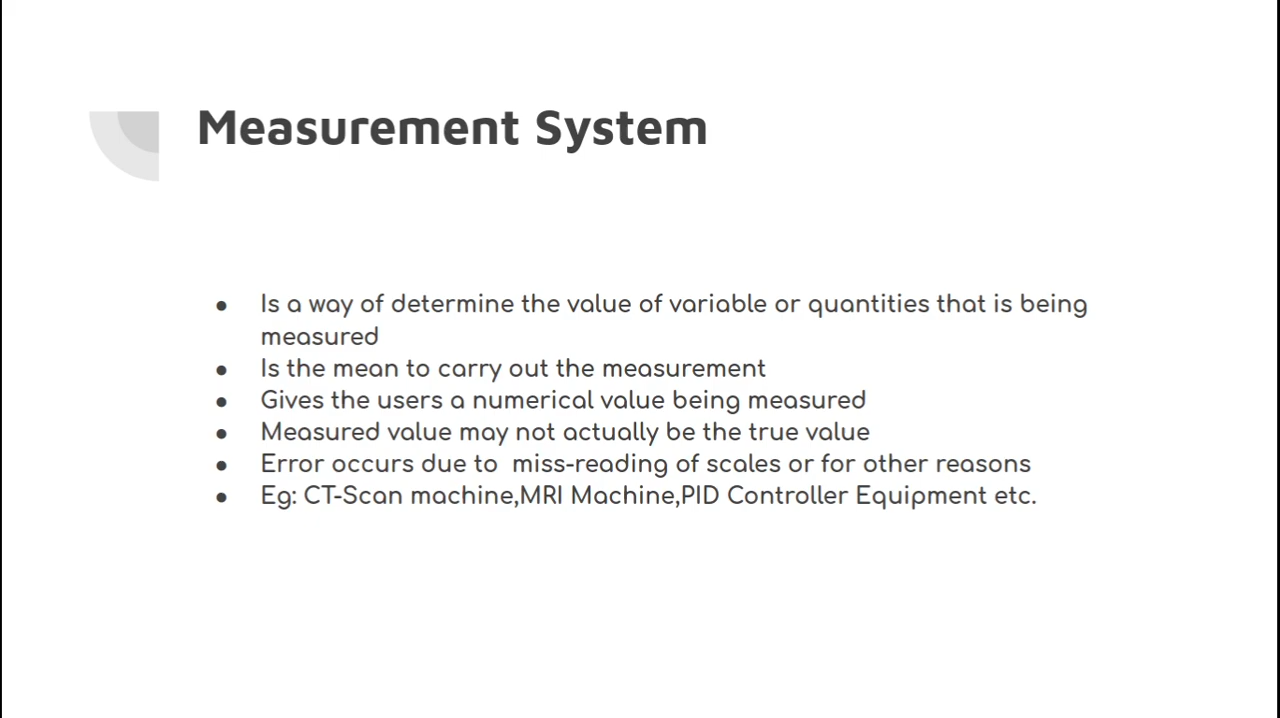 Measurement System
● Is a way of determine the value of variable or quantities that is being
measured
● Is the mean to carry out the measurement
● Gives the users a numerical value being measured
● Measured value may not actually be the true value
● Error occurs due to  miss-reading of scales or for other reasons
● Eg: CT-Scan machine,MRI Machine,PID Controller Equipment etc.